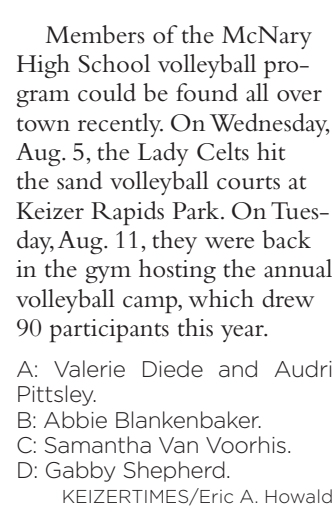 Members of the McNary
High School volleyball pro-
gram could be found all over
town recently. On Wednesday,
Aug. 5, the Lady Celts hit
the sand volleyball courts at
Keizer Rapids Park. On Tues-
day, Aug. 11, they were back
in the gym hosting the annual
volleyball camp, which drew
90 participants this year.
A: Valerie Diede and Audri
Pittsley.
B: Abbie Blankenbaker.
C: Samantha Van Voorhis.
D: Gabby Shepherd.
KEIZERTIMES/Eric A. Howald